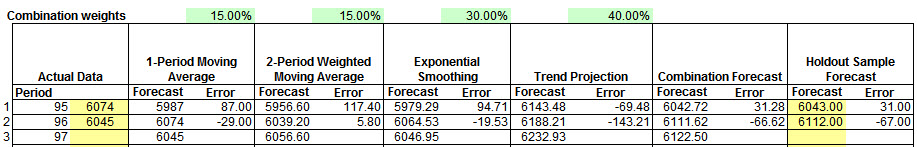 Combination weights 15.00% 15.00% 30.00% 40.00%
1-Period Moving 2-Period Weighted Exponential Holdout Sample
Actual Data Average Moving Average Smoothing Trend Projection Combination Forecast Forecast
Period Forecast Error Forecast Error Forecast Error Forecast Error Forecast Error Forecast Error
1 95 6074 5987 87.00 5956.60 117.40 5979.29 94.71 6143.48 -69.48 6042.72 31.28 6043.00 31.00
2 96 6045 6074 -29.00 6039.20 5.80 6064.53 -19.53 6188.21 -143.21 6111.62 -66.62 6112.00 -67.00
3 97 6045 6056.60 6046.95 6232.93 6122.50